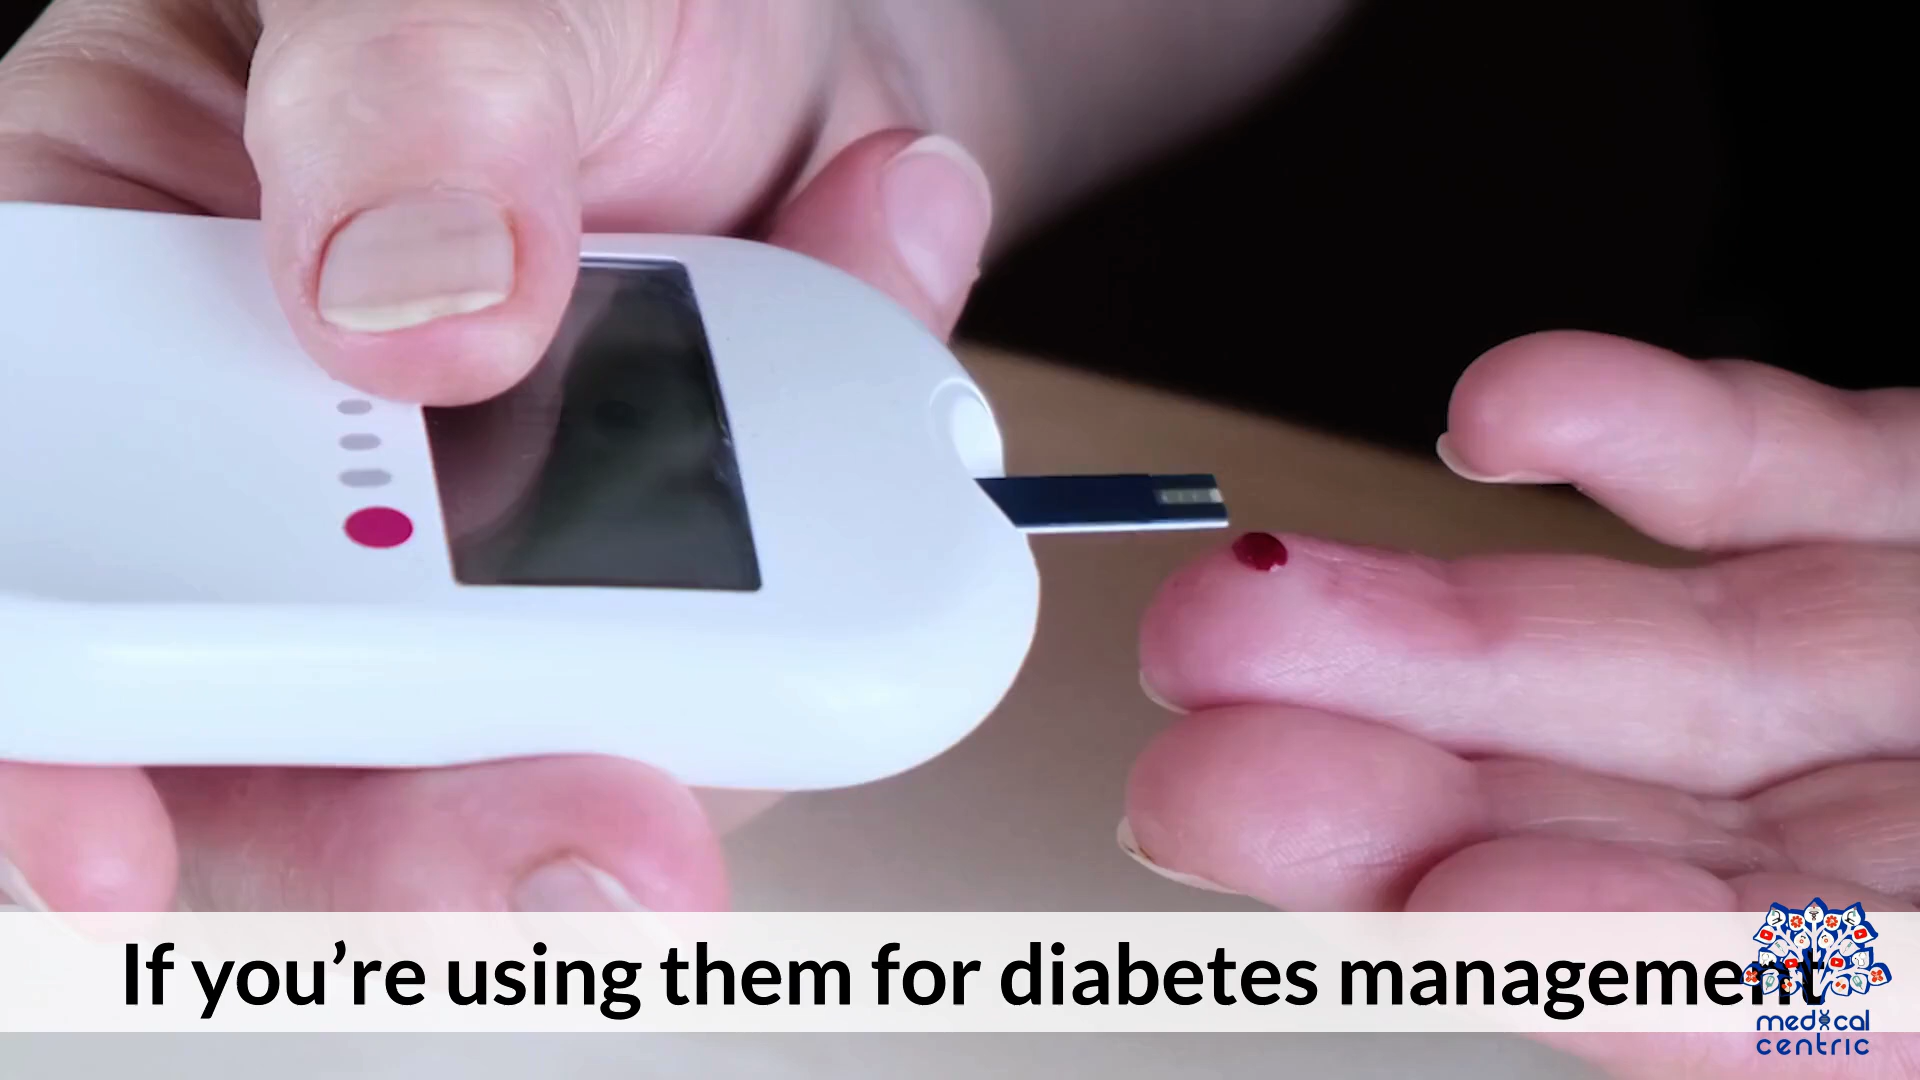 If you’re using them for diabetes management
medical
centric